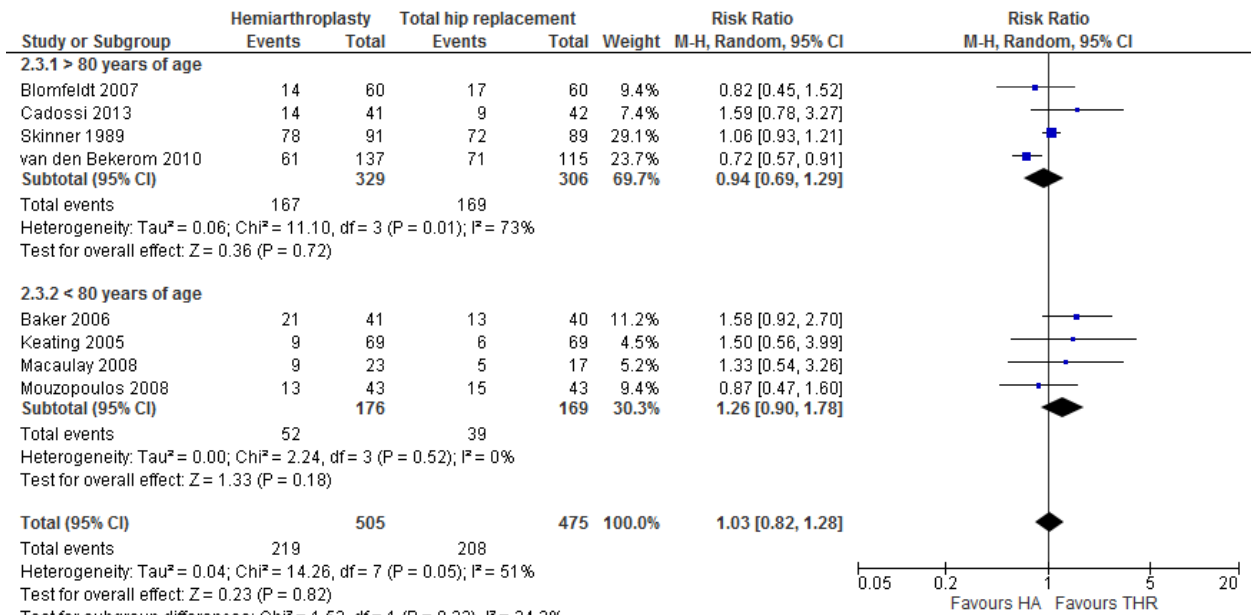 Hemiarthroplasty Total hip replacement Risk Ratio Risk Ratio
Study or Subgroup Events Total Events Total Weight M-H, Random, 95% CI M-H, Random, 95% CI
2.3.1 > 80 years of age
Blomfeldt 2007 14 60 17 60 9.4% 0.82 [0.45, 1.52]
Cadossi 2013 14 41 9 42 7.4% 1.59 [0.78, 3.27]
Skinner 1989 78 91 72 89 29.1% 1.06 [0.93, 1.21]
van den Bekerom 2010 61 137 71 115 23.7% 0.72 [0.57, 0.91]
Subtotal (95% CI) 329 306 69.7% 0.94 [0.69, 1.29]
Total events 167 169
Heterogeneity: Tau² = 0.06; Chi² = 11.10, df = 3 (P = 0.01); I² = 73%
Test for overall effect: Z = 0.36 (P = 0.72)
2.3.2 < 80 years of age
Baker 2006 21 41 13 40 11.2% 1.58 [0.92, 2.70]
Keating 2005 9 69 6 69 4.5% 1.50 [0.56, 3.99]
Macaulay 2008 9 23 5 17 5.2% 1.33 [0.54, 3.26]
Mouzopoulos 2008 13 43 15 43 9.4% 0.87 [0.47, 1.60]
Subtotal (95% CI) 176 169 30.3% 1.26 [0.90, 1.78]
Total events 52 39
Heterogeneity: Tau² = 0.00; Chi² = 2.24, df = 3 (P = 0.52); I² = 0%
Test for overall effect: Z = 1.33 (P = 0.18)
Total (95% CI) 505 475 100.0% 1.03 [0.82, 1.28]
Total events 219 208
Heterogeneity: Tau² = 0.04; Chi² = 14.26, df = 7 (P = 0.05); I² = 51%
0.05 0.2 1 5 20
Test for overall effect: Z = 0.23 (P = 0.82)
Favours HA Favours THR
Test for subgroup differences: Chi² = df = 1 (P =